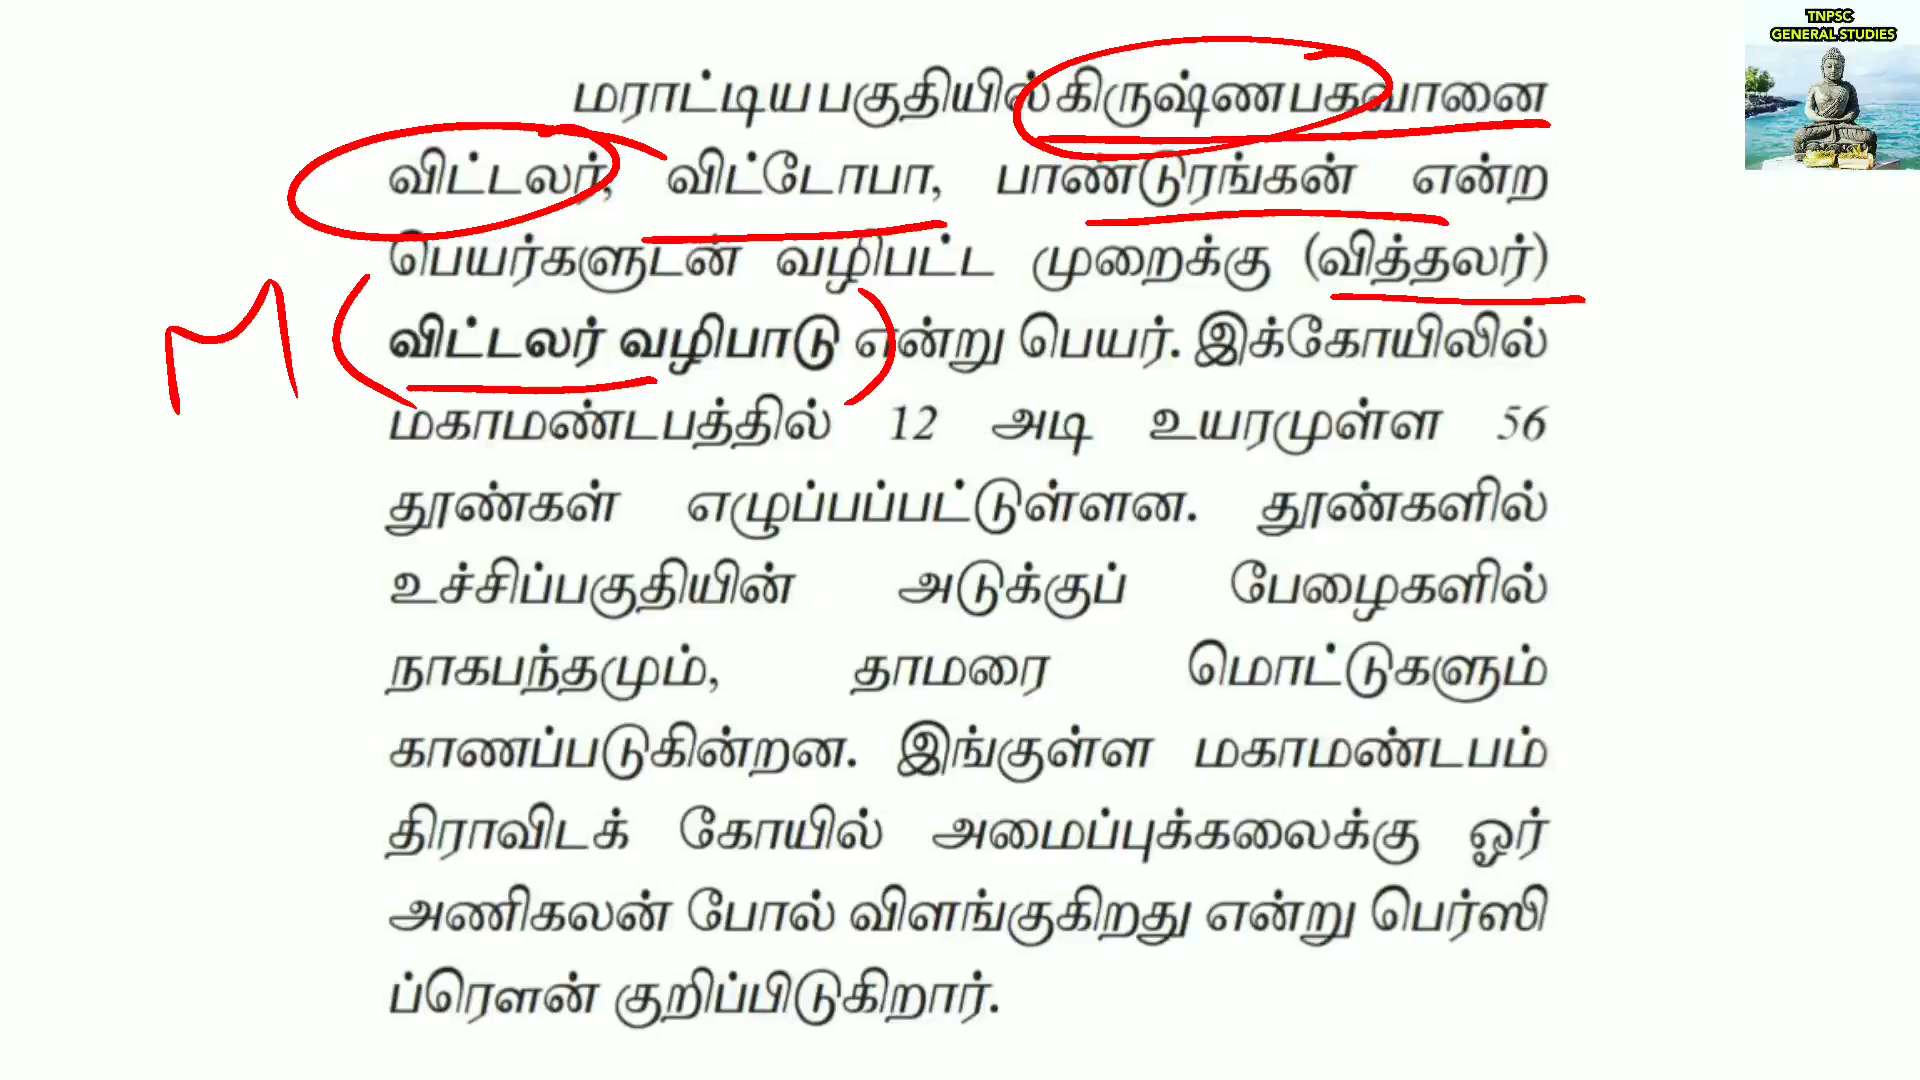 TNPSC
GENERAL STUDIES
மராட்டிய பகுதியில் கிருஷ்ணபகவானை
விட்டலர், விட்டோபா, பாண்டுரங்கன் என்ற
பெயர்களுடன் வழிபட்ட முறைக்கு (வித்தலர்)
M
விட்டலர் வழிபாடு என்று பெயர். இக்கோயிலில்
மகாமண்டபத்தில் 12 அடி உயரமுள்ள 56
தூண்கள் எழுப்பப்பட்டுள்ளன. தூண்களில்
உச்சிப்பகுதியின் அடுக்குப் பேழைகளில்
நாகபந்தமும், தாமரை மொட்டுகளும்
காணப்படுகின்றன. இங்குள்ள மகாமண்டபம்
திராவிடக் கோயில் அமைப்புக்கலைக்கு ஓர்
அணிகலன் போல் விளங்குகிறது என்று பெர்ஸி
ப்ரௌன் குறிப்பிடுகிறார்.